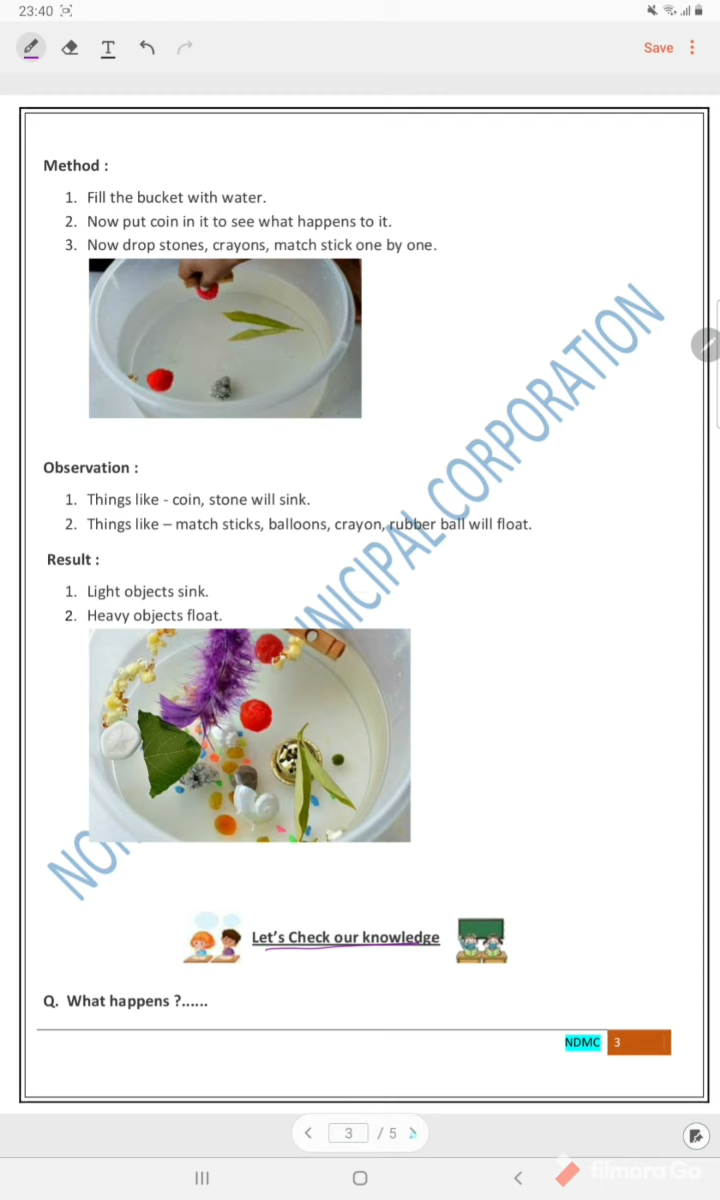 23:40
T
Save
Method :
1. Fill the bucket with water.
2. Now put coin in it to see what happens to it.
3. Now drop stones, crayons, match stick one by one.
Observation :
1. Things like - coin, stone will sink.
2. Things like – match sticks, balloons, crayon, rubber ball will float.
Result :
1. Light objects sink.
2. Heavy objects float.
UNICIPAL CORPORATION
Let's Check our knowledge
Q. What happens ?......
NDMC 3
3 / 5
filmora Go